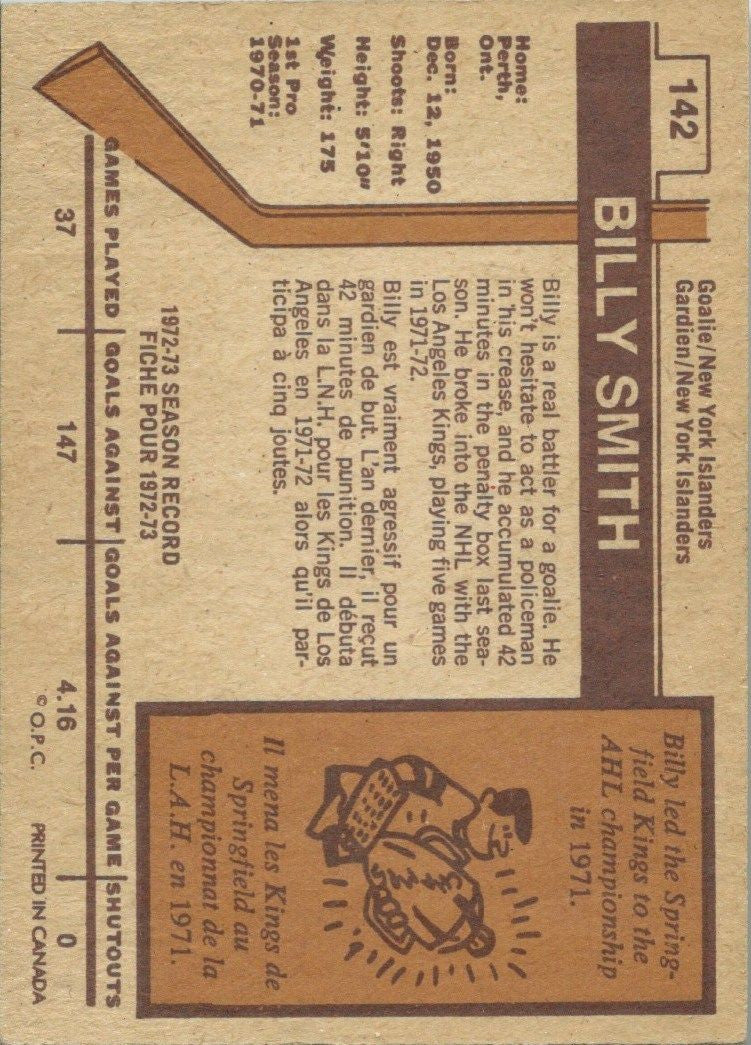 142
Goalie/New York Islanders
Gardien/New York Islanders
BILLY SMITH
Home:
Perth,
Ont.
Born:
Dec. 12, 1950
Shoots: Right
Height: 5'10"
Weight: 175
1st Pro
Season:
1970-71
Billy is a real battler for a goalie. He
won't hesitate to act as a policeman
in his crease, and he accumulated 42
minutes in the penalty box last sea-
son. He broke into the NHL with the
Los Angeles Kings, playing five games
in 1971-72.
Billy est vraiment agressif pour un
gardien de but. L'an dernier, il reçut
42 minutes de punition. Il débuta
dans la L.N.H. pour les Kings de Los
Angeles en 1971-72 alors qu'il par-
ticipa à cinq joutes.
Billy led the Spring-
field Kings to the
AHL championship
in 1971.
Il mena les Kings de
Springfield au
championnat de la
L.A.H. en 1971.
1972-73 SEASON RECORD
FICHE POUR 1972-73
GAMES PLAYED GOALS AGAINST GOALS AGAINST PER GAME SHUTOUTS
37 147 4.16 0
© O.P.C. PRINTED IN CANADA